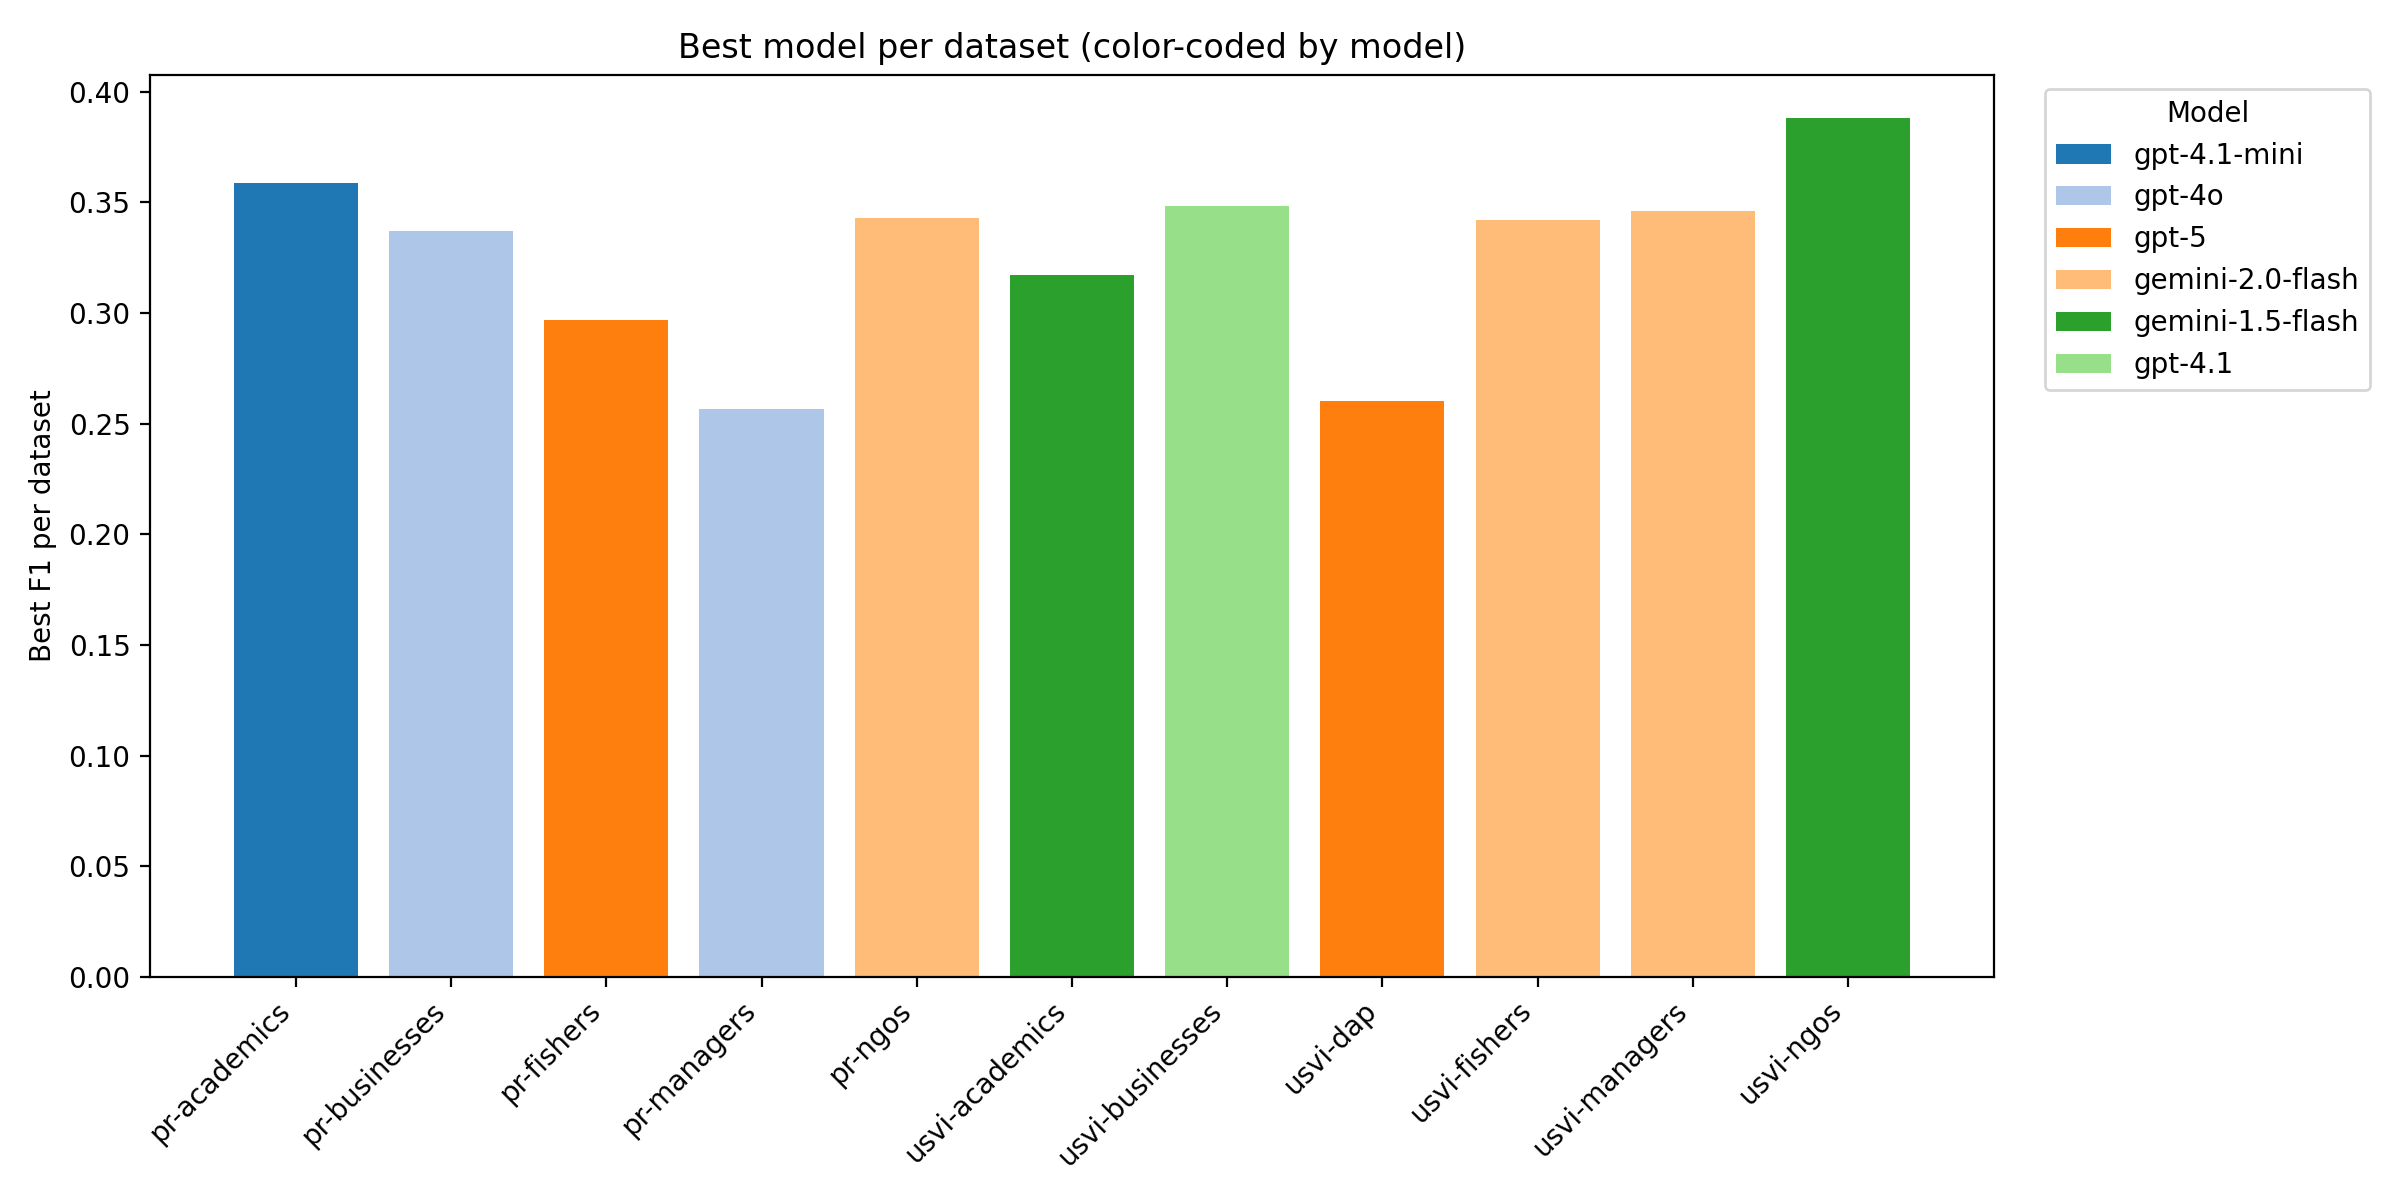 Best model per dataset (color-coded by model)
Best F1 per dataset
0.40
0.35
0.30
0.25
0.20
0.15
0.10
0.05
0.00
pr-academics
pr-businesses
pr-fishers
pr-managers
pr-ngos
usvi-academics
usvi-businesses
usvi-dap
usvi-fishers
usvi-managers
usvi-ngos
Model
gpt-4.1-mini
gpt-4o
gpt-5
gemini-2.0-flash
gemini-1.5-flash
gpt-4.1